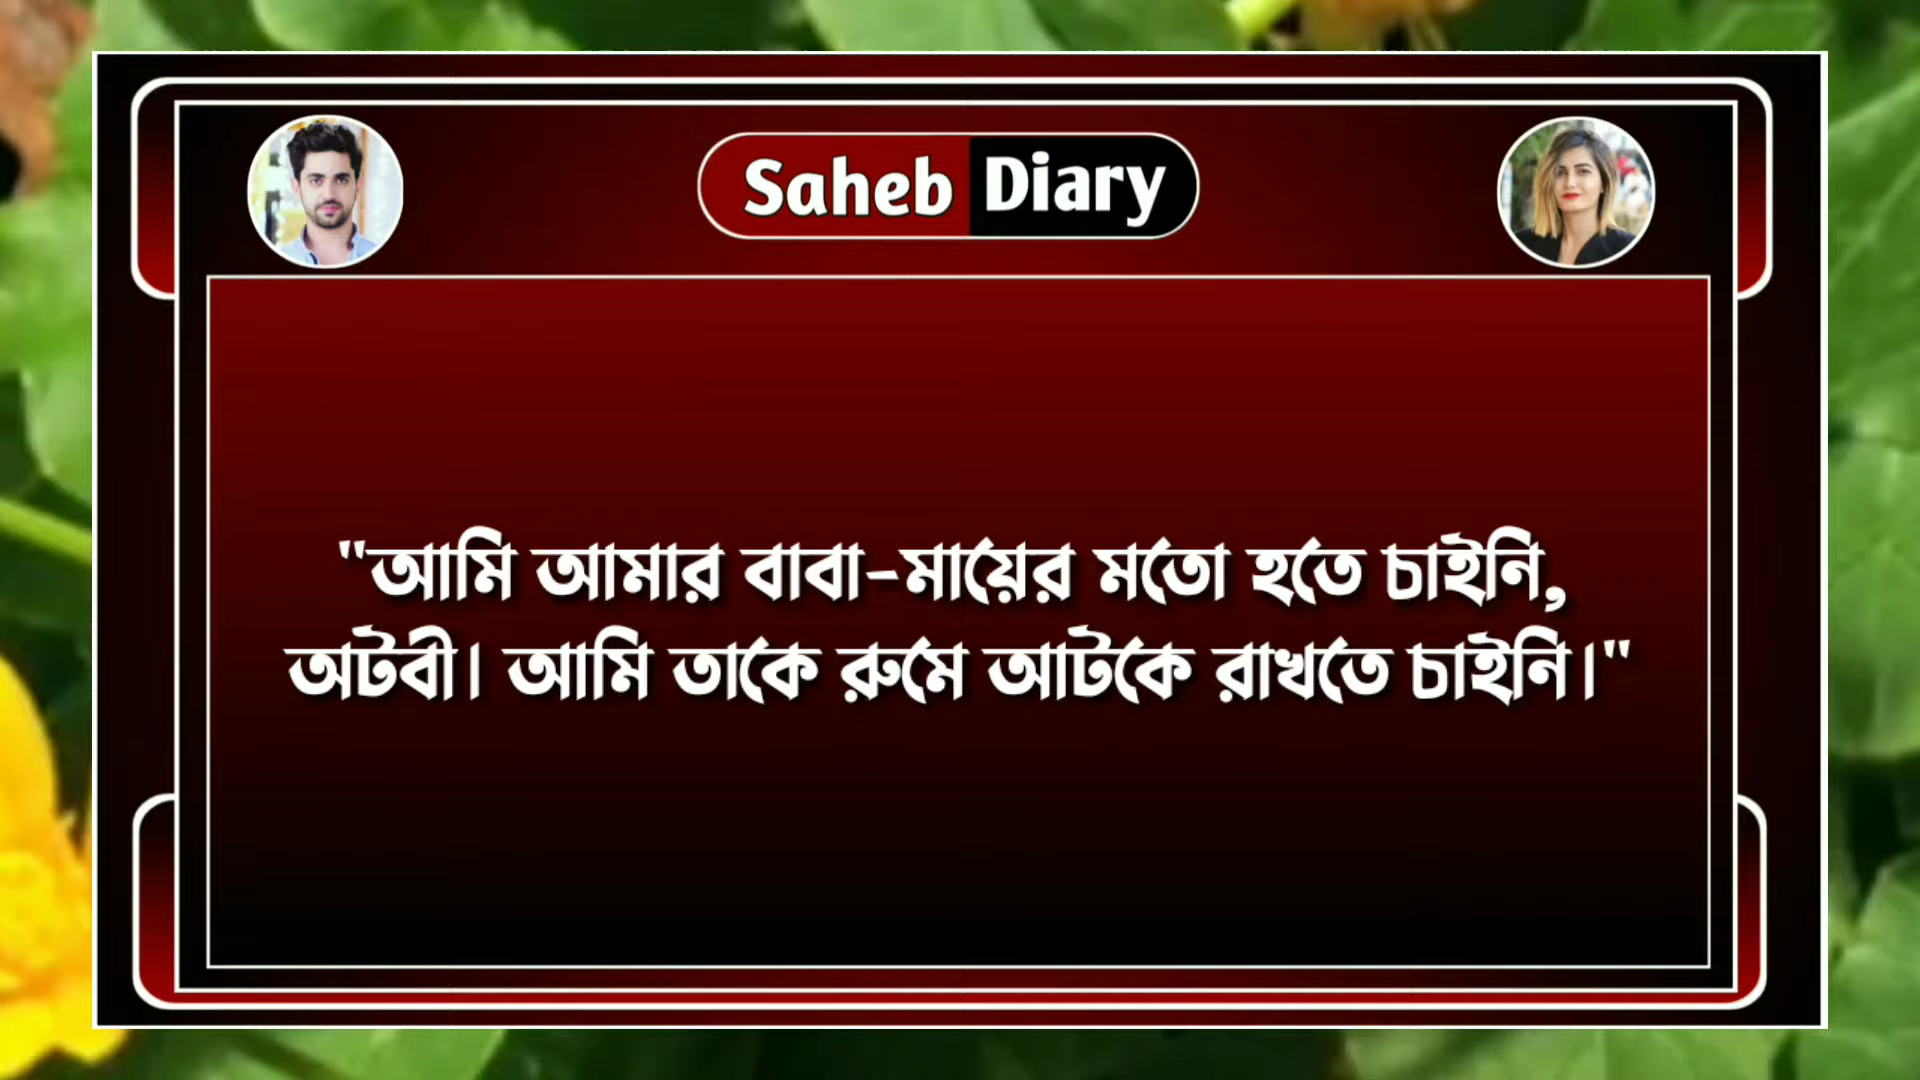 Saheb Diary
"আমি আমার বাবা-মায়ের মতো হতে চাইনি,
অটবী। আমি তাকে রুমে আটকে রাখতে চাইনি।"